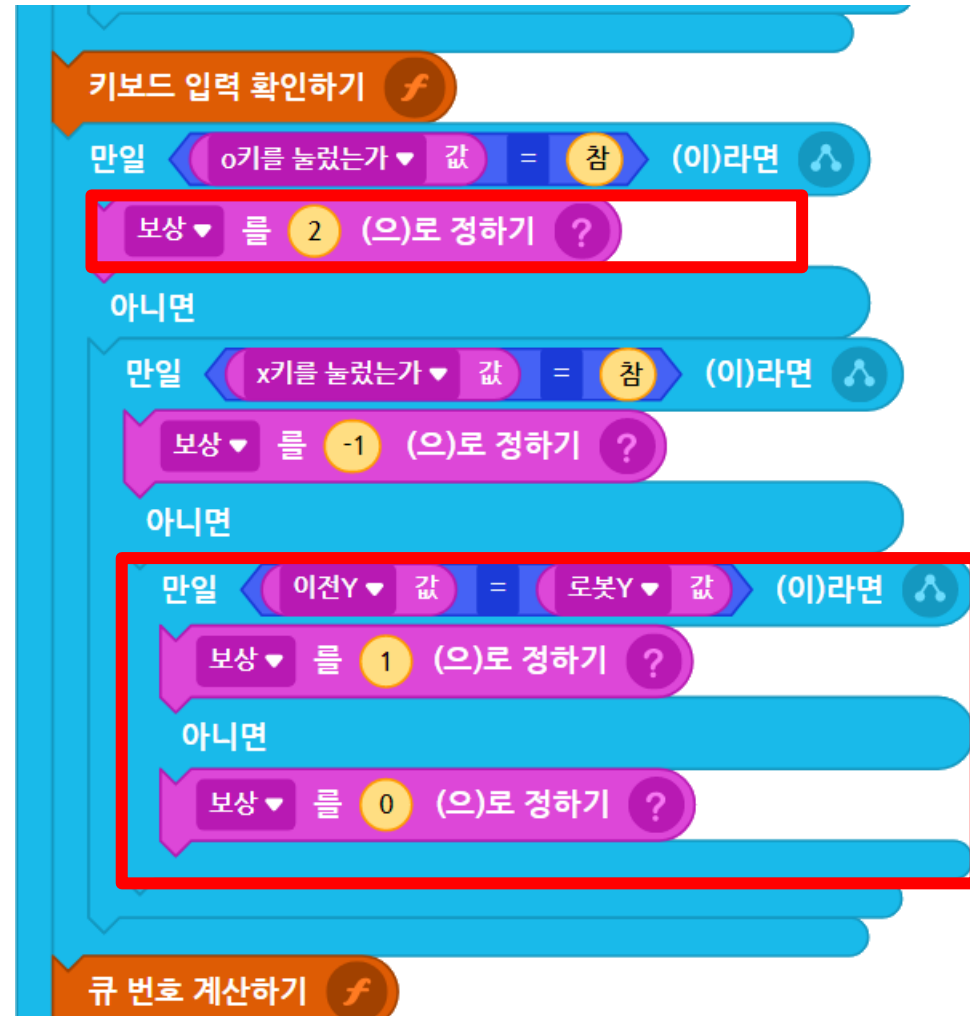 키보드 입력 확인하기 f
만일 o키를 눌렀는가 ▼ 값 = 참 (이)라면
보상 ▼ 를 2 (으)로 정하기 ?
아니면
만일 x키를 눌렀는가 ▼ 값 = 참 (이)라면
보상 ▼ 를 -1 (으)로 정하기 ?
아니면
만일 이전Y ▼ 값 = 로봇Y ▼ 값 (이)라면
보상 ▼ 를 1 (으)로 정하기 ?
아니면
보상 ▼ 를 0 (으)로 정하기 ?
큐 번호 계산하기 f